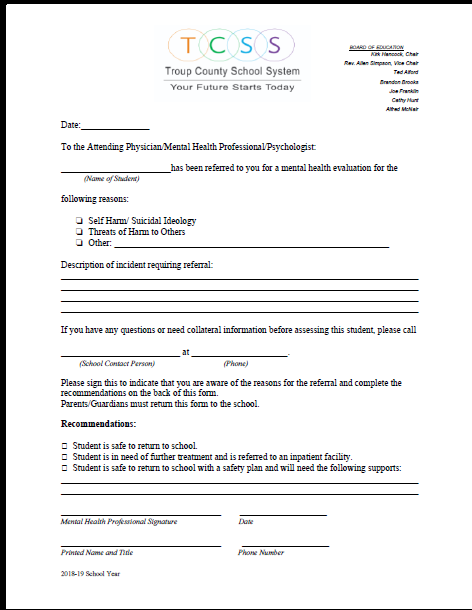 TCSS
Troup County School System
Your Future Starts Today
BOARD OF EDUCATION
Kirk Hancock, Chair
Rev. Allen Simpson, Vice Chair
Ted Alford
Brandon Brooks
Joe Franklin
Cathy Hunt
Alfred McNair
Date:_______________
To the Attending Physician/Mental Health Professional/Psychologist:
________________________has been referred to you for a mental health evaluation for the
(Name of Student)
following reasons:
❏ Self Harm/ Suicidal Ideology
❏ Threats of Harm to Others
❏ Other: ____________________________________________________________
Description of incident requiring referral:
If you have any questions or need collateral information before assessing this student, please call
__________________________ at _____________________.
(School Contact Person) (Phone)
Please sign this to indicate that you are aware of the reasons for the referral and complete the
recommendations on the back of this form.
Parents/Guardians must return this form to the school.
Recommendations:
□ Student is safe to return to school.
□ Student is in need of further treatment and is referred to an inpatient facility.
□ Student is safe to return to school with a safety plan and will need the following supports:
Mental Health Professional Signature Date
Printed Name and Title Phone Number
2018-19 School Year